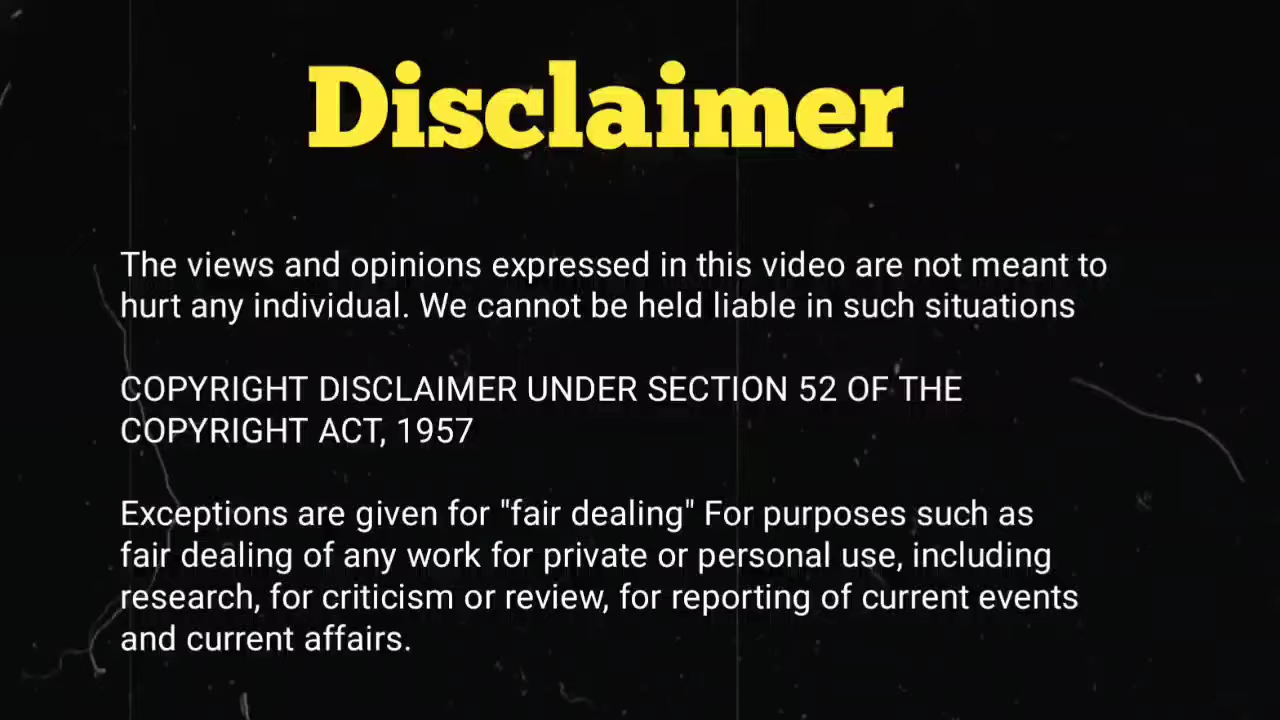 Disclaimer
The views and opinions expressed in this video are not meant to
hurt any individual. We cannot be held liable in such situations
COPYRIGHT DISCLAIMER UNDER SECTION 52 OF THE
COPYRIGHT ACT, 1957
Exceptions are given for "fair dealing" For purposes such as
fair dealing of any work for private or personal use, including
research, for criticism or review, for reporting of current events
and current affairs.